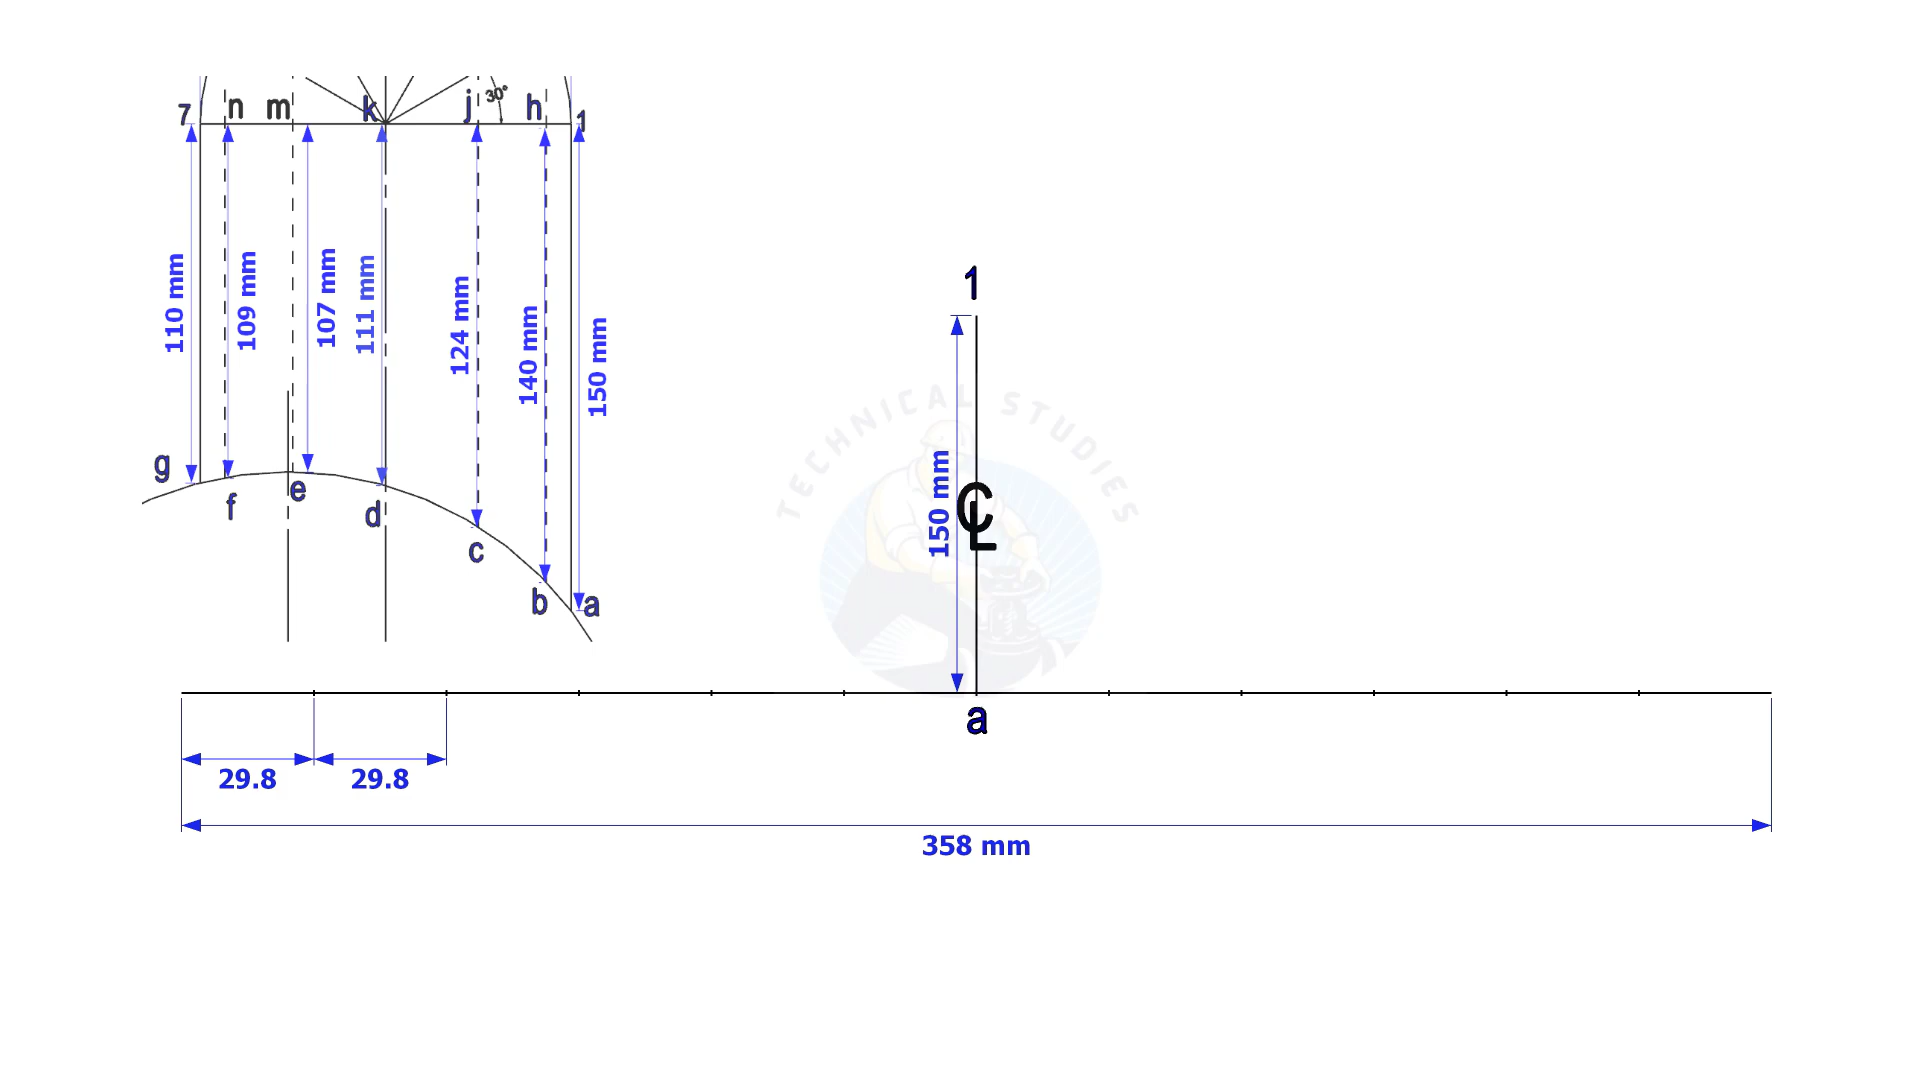 7 n m k j 30° h 1
110 mm
109 mm
107 mm
111 mm
124 mm
140 mm
150 mm
g
f
e
d
c
b
a
1
150 mm
℄
TECHNICAL STUDIES
a
29.8 29.8
358 mm